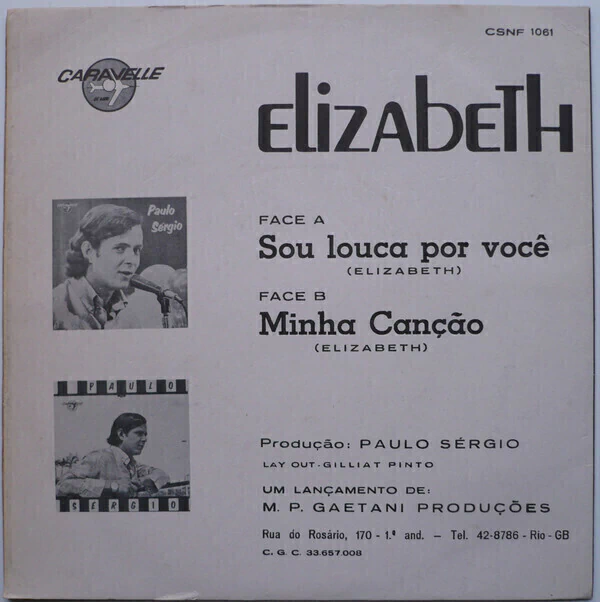 CSNF 1061
CARAVELLE
ELIZABETH
Paulo
Sérgio
FACE A
Sou louca por você
(ELIZABETH)
FACE B
Minha Canção
(ELIZABETH)
PAULO
SERGIO
Produção: PAULO SÉRGIO
LAY OUT - GILLIAT PINTO
UM LANÇAMENTO DE:
M. P. GAETANI PRODUÇÕES
Rua do Rosário, 170 - 1.º and. — Tel. 42-8786 - Rio - GB
C. G. C. 33.657.008